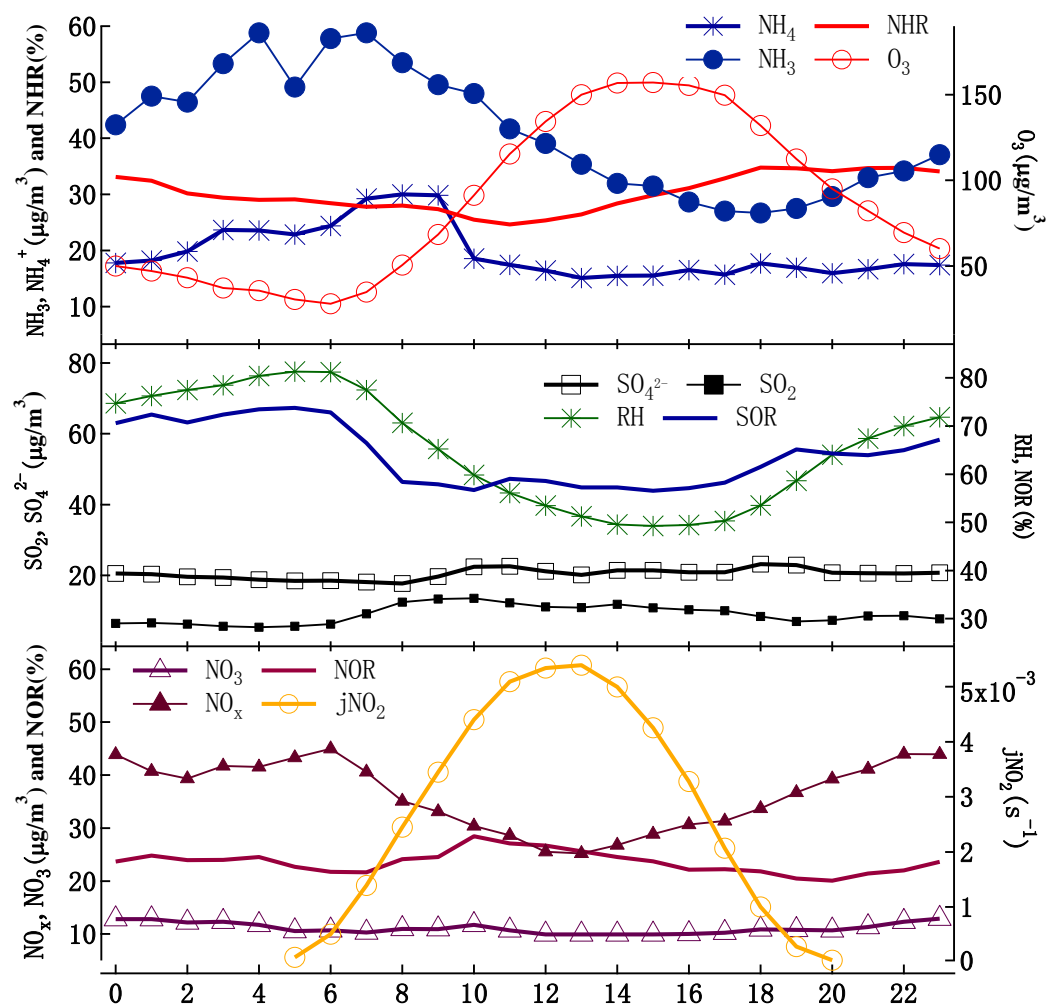 NH₃, NH₄⁺(μg/m³) and NHR(%)
60
50
40
30
20
10
NH₄ NHR
NH₃ O₃
150
100
50
O₃(μg/m³)
SO₂, SO₄²⁻(μg/m³)
80
60
40
20
SO₄²⁻ SO₂
RH SOR
80
70
60
50
40
30
RH, NOR(%)
NOₓ, NO₃(μg/m³) and NOR(%)
60
50
40
30
20
10
NO₃ NOR
NOₓ jNO₂
5x10⁻³
4
3
2
1
0
jNO₂(s⁻¹)
0 2 4 6 8 10 12 14 16 18 20 22